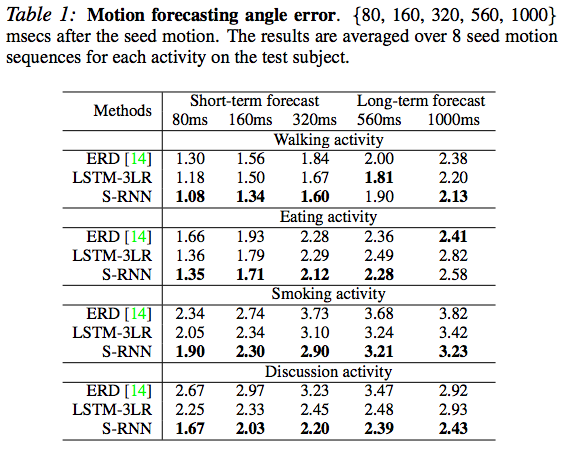 Table 1: Motion forecasting angle error. {80, 160, 320, 560, 1000}
msecs after the seed motion. The results are averaged over 8 seed motion
sequences for each activity on the test subject.
Methods Short-term forecast Long-term forecast
80ms 160ms 320ms 560ms 1000ms
Walking activity
ERD [14] 1.30 1.56 1.84 2.00 2.38
LSTM-3LR 1.18 1.50 1.67 1.81 2.20
S-RNN 1.08 1.34 1.60 1.90 2.13
Eating activity
ERD [14] 1.66 1.93 2.28 2.36 2.41
LSTM-3LR 1.36 1.79 2.29 2.49 2.82
S-RNN 1.35 1.71 2.12 2.28 2.58
Smoking activity
ERD [14] 2.34 2.74 3.73 3.68 3.82
LSTM-3LR 2.05 2.34 3.10 3.24 3.42
S-RNN 1.90 2.30 2.90 3.21 3.23
Discussion activity
ERD [14] 2.67 2.97 3.23 3.47 2.92
LSTM-3LR 2.25 2.33 2.45 2.48 2.93
S-RNN 1.67 2.03 2.20 2.39 2.43